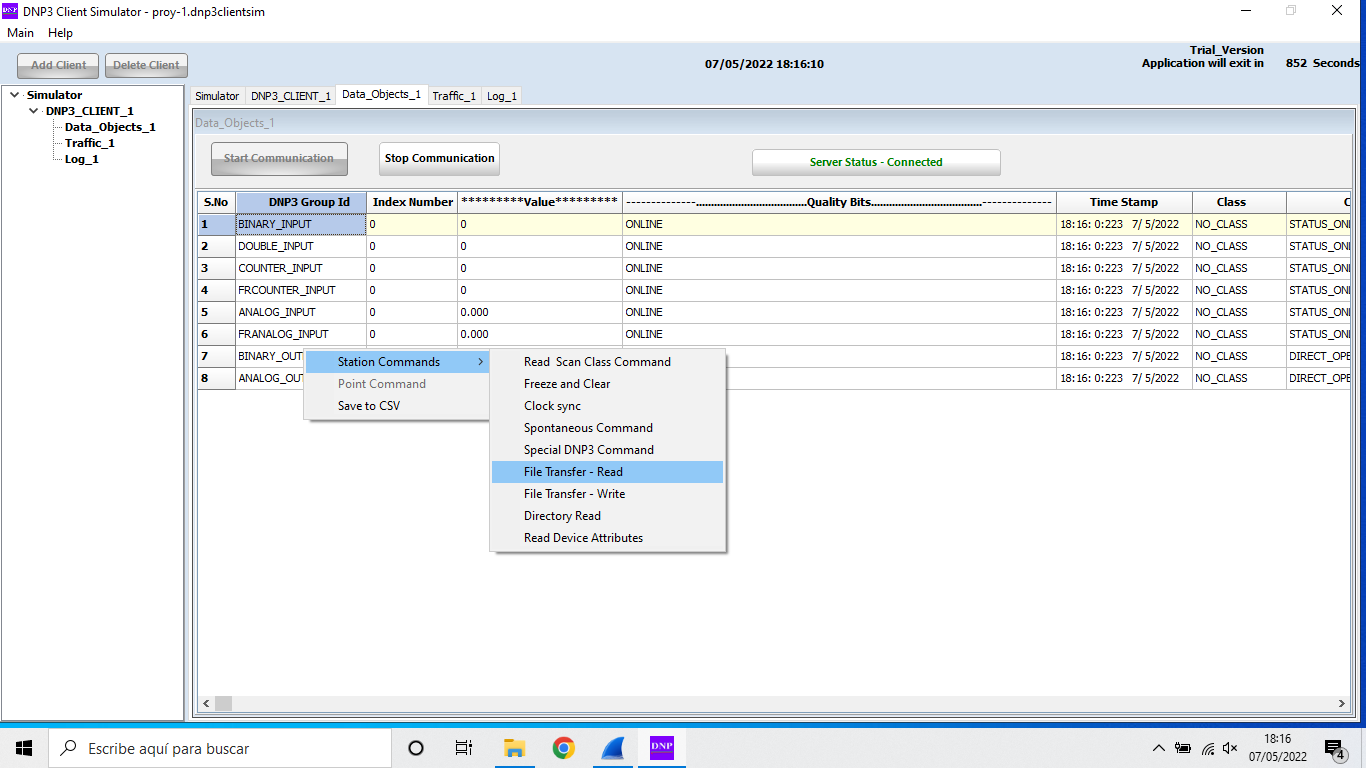 DNP DNP3 Client Simulator - proy-1.dnp3clientsim
Main Help
Add Client Delete Client
07/05/2022 18:16:10
Trial_Version
Application will exit in 852 Seconds
Simulator
DNP3_CLIENT_1
Data_Objects_1
Traffic_1
Log_1
Simulator DNP3_CLIENT_1 Data_Objects_1 Traffic_1 Log_1
Data_Objects_1
Start Communication Stop Communication Server Status - Connected
S.No DNP3 Group Id Index Number *********Value********* --------------.....................................Quality Bits.....................................-------------- Time Stamp Class C
1 BINARY_INPUT 0 0 ONLINE 18:16: 0:223 7/ 5/2022 NO_CLASS STATUS_ONL
2 DOUBLE_INPUT 0 0 ONLINE 18:16: 0:223 7/ 5/2022 NO_CLASS STATUS_ONL
3 COUNTER_INPUT 0 0 ONLINE 18:16: 0:223 7/ 5/2022 NO_CLASS STATUS_ONL
4 FRCOUNTER_INPUT 0 0 ONLINE 18:16: 0:223 7/ 5/2022 NO_CLASS STATUS_ONL
5 ANALOG_INPUT 0 0.000 ONLINE 18:16: 0:223 7/ 5/2022 NO_CLASS STATUS_ONL
6 FRANALOG_INPUT 0 0.000 ONLINE 18:16: 0:223 7/ 5/2022 NO_CLASS STATUS_ONL
7 BINARY_OUT 18:16: 0:223 7/ 5/2022 NO_CLASS DIRECT_OPE
8 ANALOG_OUT 18:16: 0:223 7/ 5/2022 NO_CLASS DIRECT_OPE
Station Commands
Point Command
Save to CSV
Read Scan Class Command
Freeze and Clear
Clock sync
Spontaneous Command
Special DNP3 Command
File Transfer - Read
File Transfer - Write
Directory Read
Read Device Attributes
Escribe aquí para buscar
DNP
18:16
07/05/2022
4